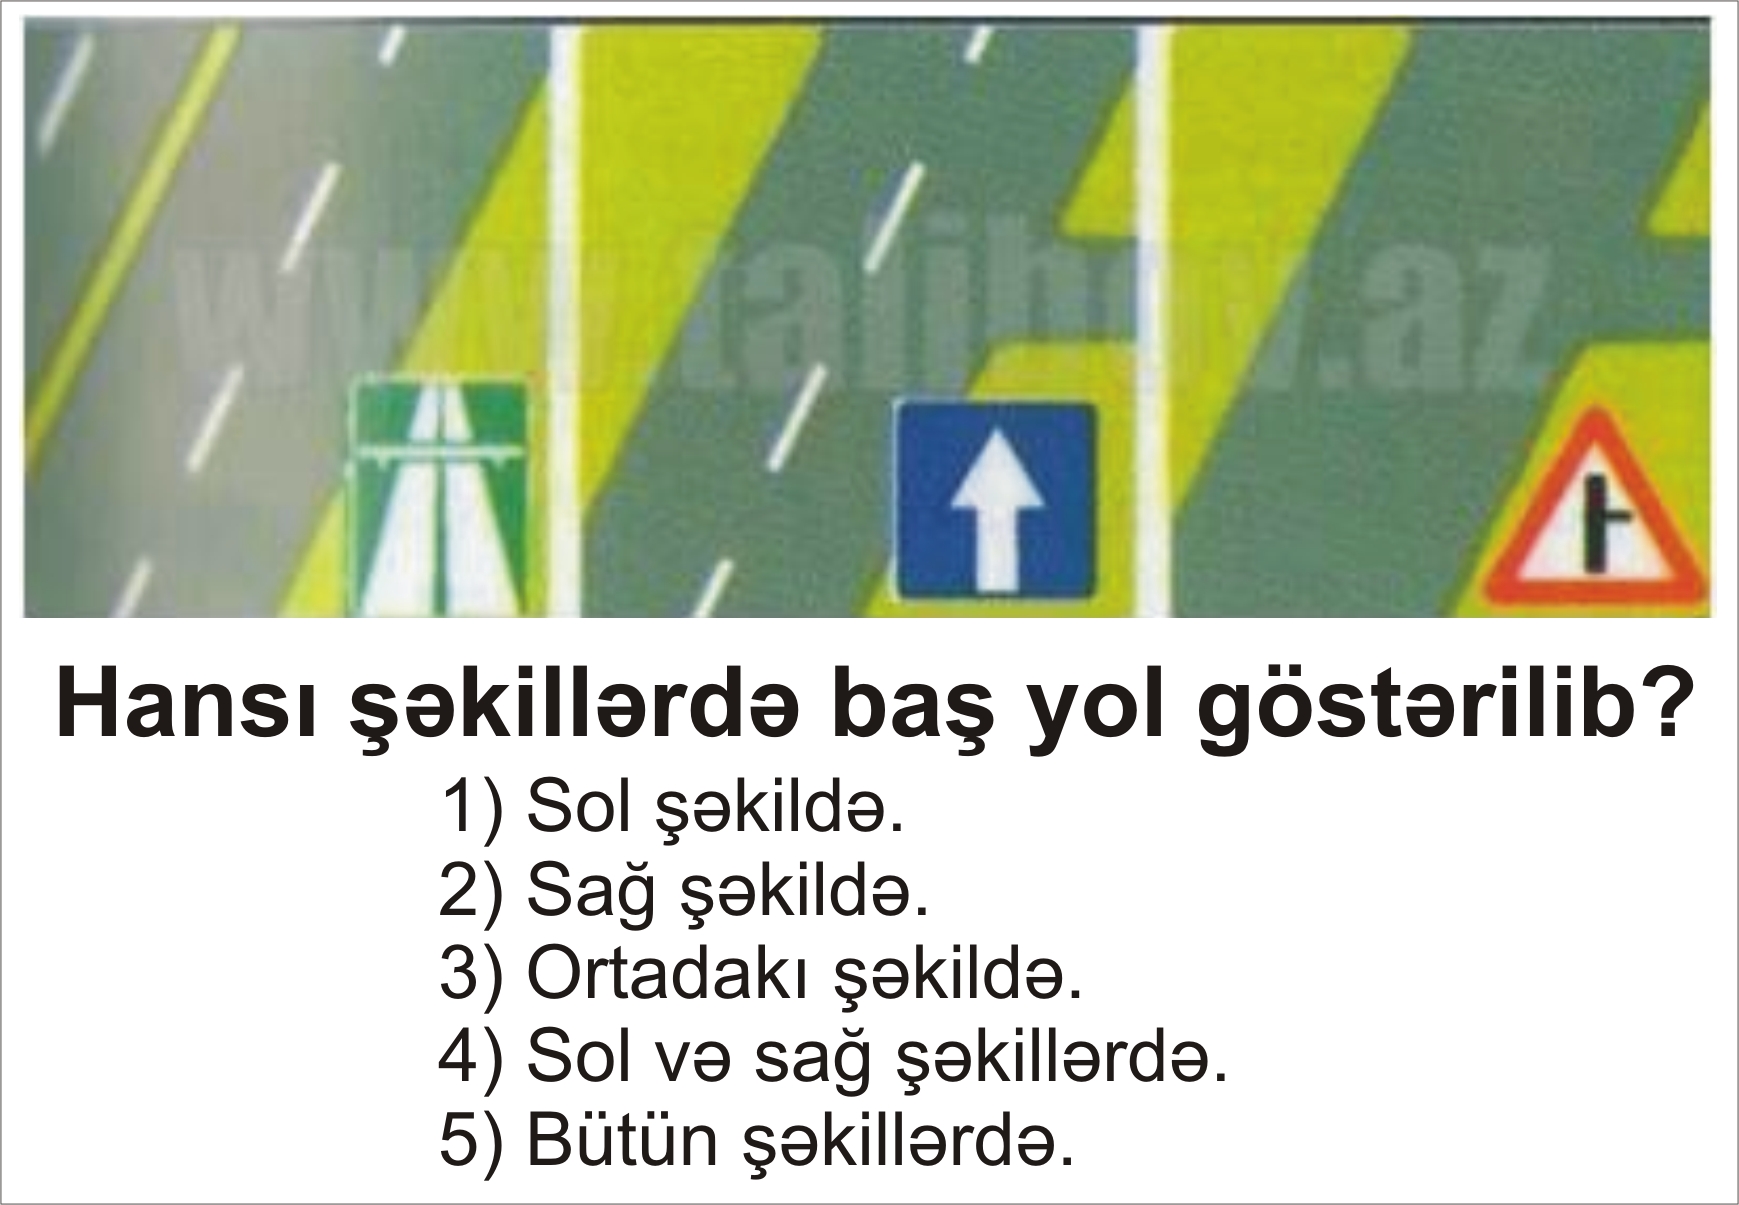 www.talibov.az
Hansı şəkillərdə baş yol göstərilib?
1) Sol şəkildə.
2) Sağ şəkildə.
3) Ortadakı şəkildə.
4) Sol və sağ şəkillərdə.
5) Bütün şəkillərdə.